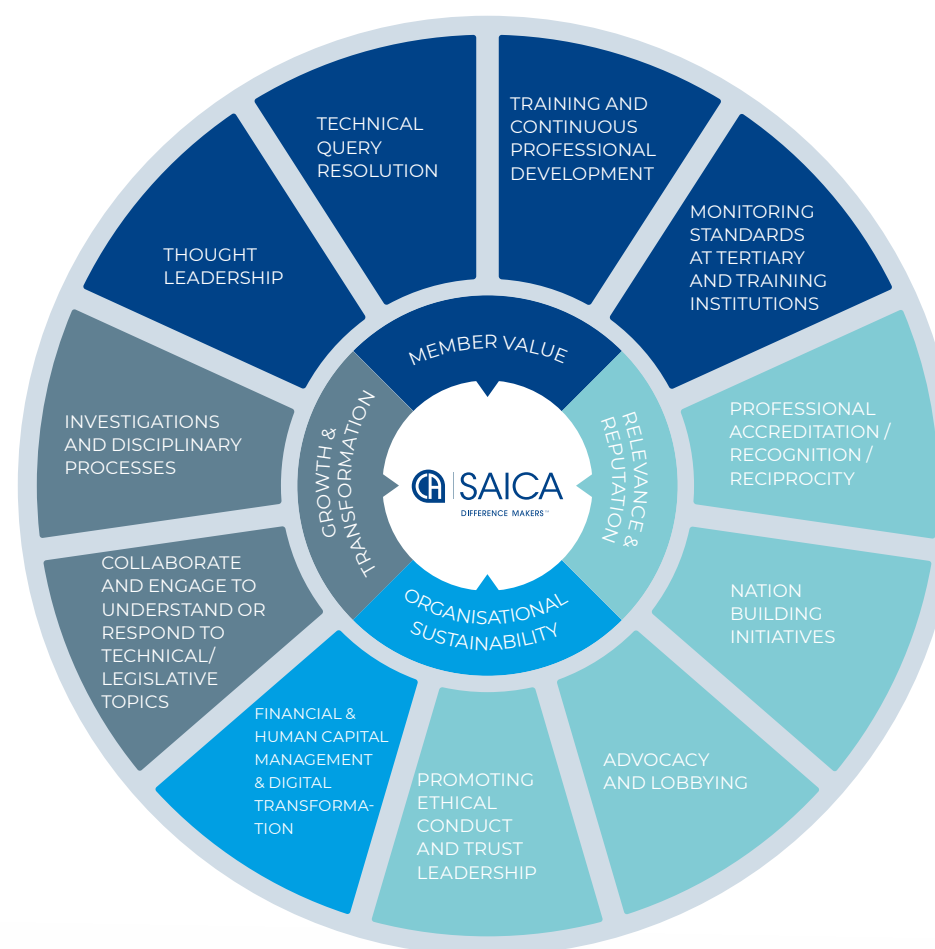 TECHNICAL
QUERY
RESOLUTION
TRAINING AND
CONTINUOUS
PROFESSIONAL
DEVELOPMENT
MONITORING
STANDARDS
AT TERTIARY
AND TRAINING
INSTITUTIONS
PROFESSIONAL
ACCREDITATION /
RECOGNITION /
RECIPROCITY
NATION
BUILDING
INITIATIVES
ADVOCACY
AND LOBBYING
PROMOTING
ETHICAL
CONDUCT
AND TRUST
LEADERSHIP
FINANCIAL &
HUMAN CAPITAL
MANAGEMENT
& DIGITAL
TRANSFORMA-
TION
COLLABORATE
AND ENGAGE TO
UNDERSTAND OR
RESPOND TO
TECHNICAL/
LEGISLATIVE
TOPICS
INVESTIGATIONS
AND DISCIPLINARY
PROCESSES
THOUGHT
LEADERSHIP
MEMBER VALUE
RELEVANCE &
REPUTATION
ORGANISATIONAL
SUSTAINABILITY
GROWTH &
TRANSFORMATION
CA SAICA
DIFFERENCE MAKERS™